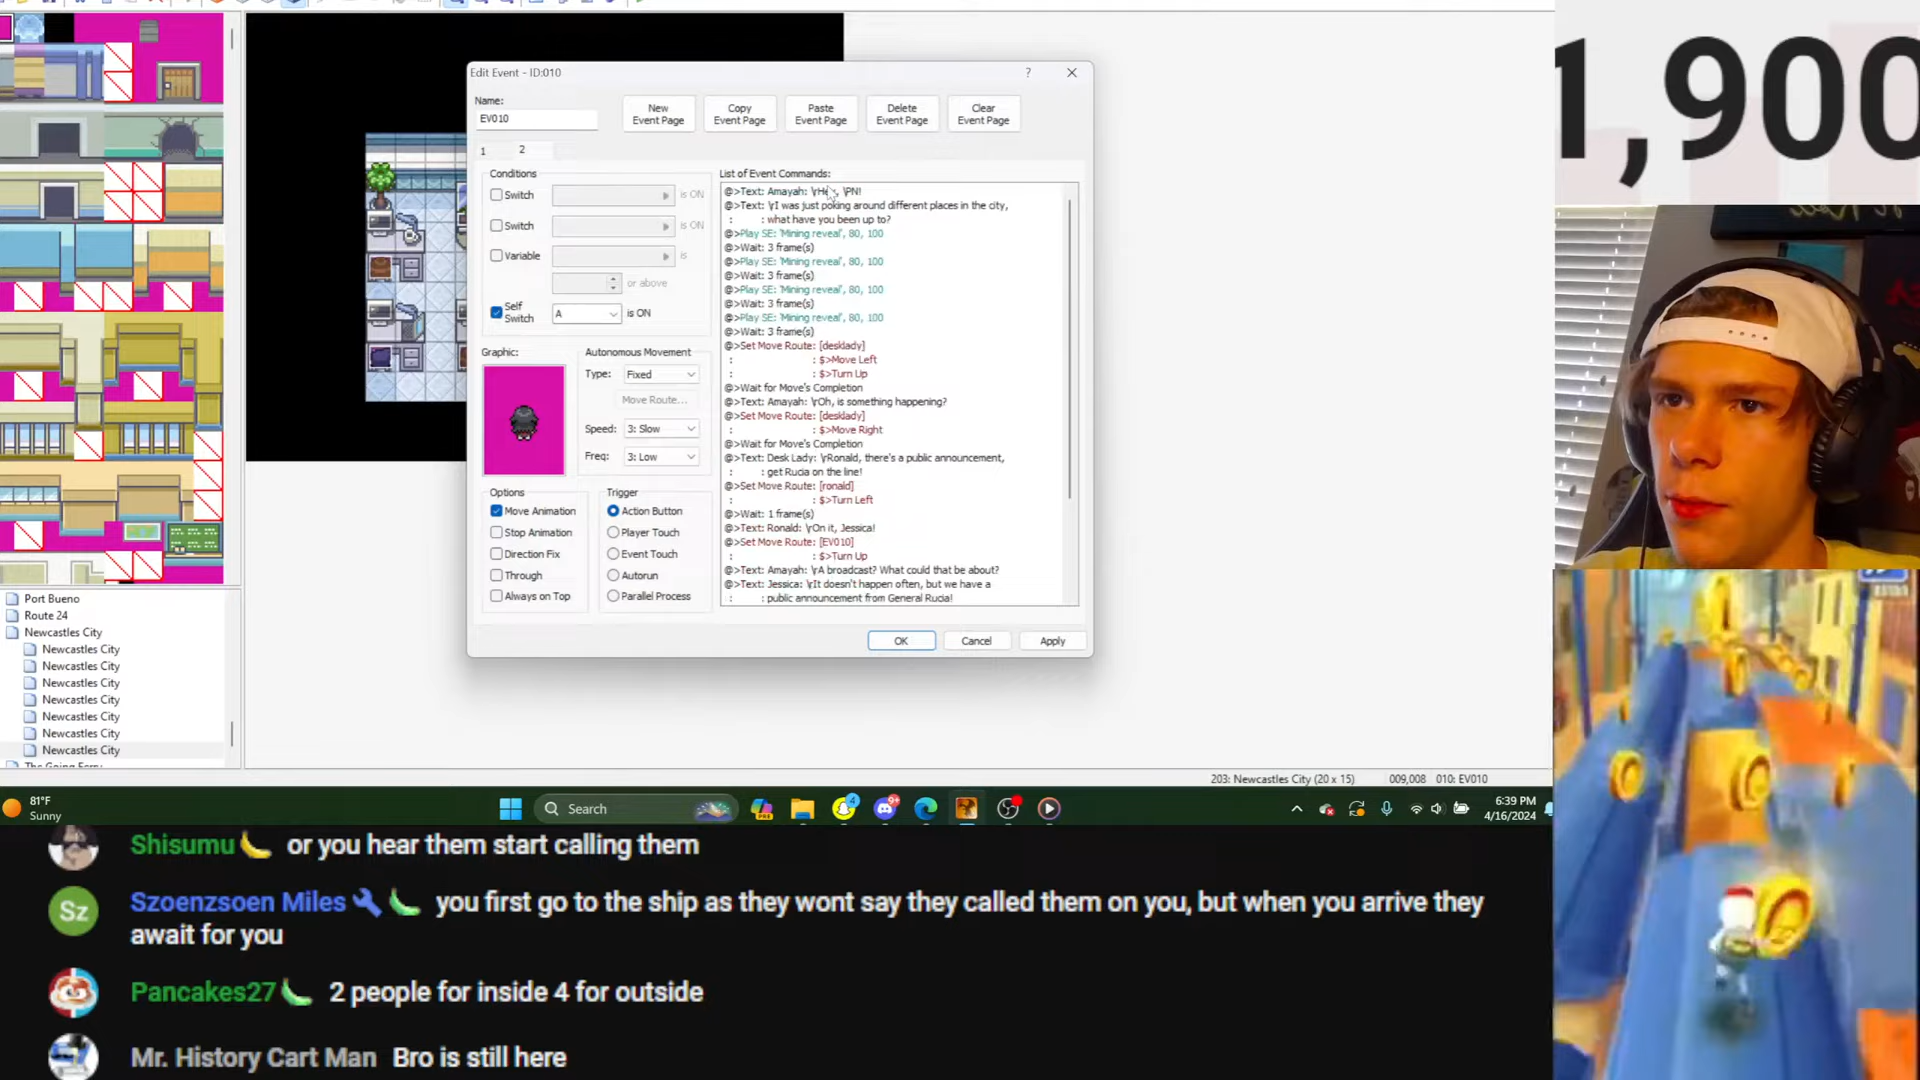 Edit Event - ID:010
?
Name:
EV010
New Event Page
Copy Event Page
Paste Event Page
Delete Event Page
Clear Event Page
1
2
Conditions
Switch
is ON
Switch
is ON
Variable
is
or above
Self Switch
A
is ON
Graphic:
Autonomous Movement
Type:
Fixed
Move Route...
Speed:
3: Slow
Freq:
3: Low
Options
Move Animation
Stop Animation
Direction Fix
Through
Always on Top
Trigger
Action Button
Player Touch
Event Touch
Autorun
Parallel Process
List of Event Commands:
@>Text: Amayah: \PN!
@>Text: \rI was just poking around different places in the city,
: : what have you been up to?
@>Play SE: 'Mining reveal', 80, 100
@>Wait: 3 frame(s)
@>Play SE: 'Mining reveal', 80, 100
@>Wait: 3 frame(s)
@>Play SE: 'Mining reveal', 80, 100
@>Wait: 3 frame(s)
@>Play SE: 'Mining reveal', 80, 100
@>Wait: 3 frame(s)
@>Set Move Route: [desklady]
: : $>Move Left
: : $>Turn Up
@>Wait for Move's Completion
@>Text: Amayah: \rOh, is something happening?
@>Set Move Route: [desklady]
: : $>Move Right
@>Wait for Move's Completion
@>Text: Desk Lady: \rRonald, there's a public announcement,
: : get Rucia on the line!
@>Set Move Route: [ronald]
: : $>Turn Left
@>Wait: 1 frame(s)
@>Text: Ronald: \rOn it, Jessica!
@>Set Move Route: [EV010]
: : $>Turn Up
@>Text: Amayah: \rA broadcast? What could that be about?
@>Text: Jessica: \rIt doesn't happen often, but we have a
: : public announcement from General Rucia!
OK
Cancel
Apply
Port Bueno
Route 24
Newcastles City
Newcastles City
Newcastles City
Newcastles City
Newcastles City
Newcastles City
Newcastles City
Newcastles City
The Going Ferry
203: Newcastles City (20 x 15)
009,008
010: EV010
81°F
Sunny
Search
6:39 PM
4/16/2024
1,900
Shisumu or you hear them start calling them
Szoenzsoen Miles you first go to the ship as they wont say they called them on you, but when you arrive they
await for you
Sz
Pancakes27 2 people for inside 4 for outside
Mr. History Cart Man Bro is still here